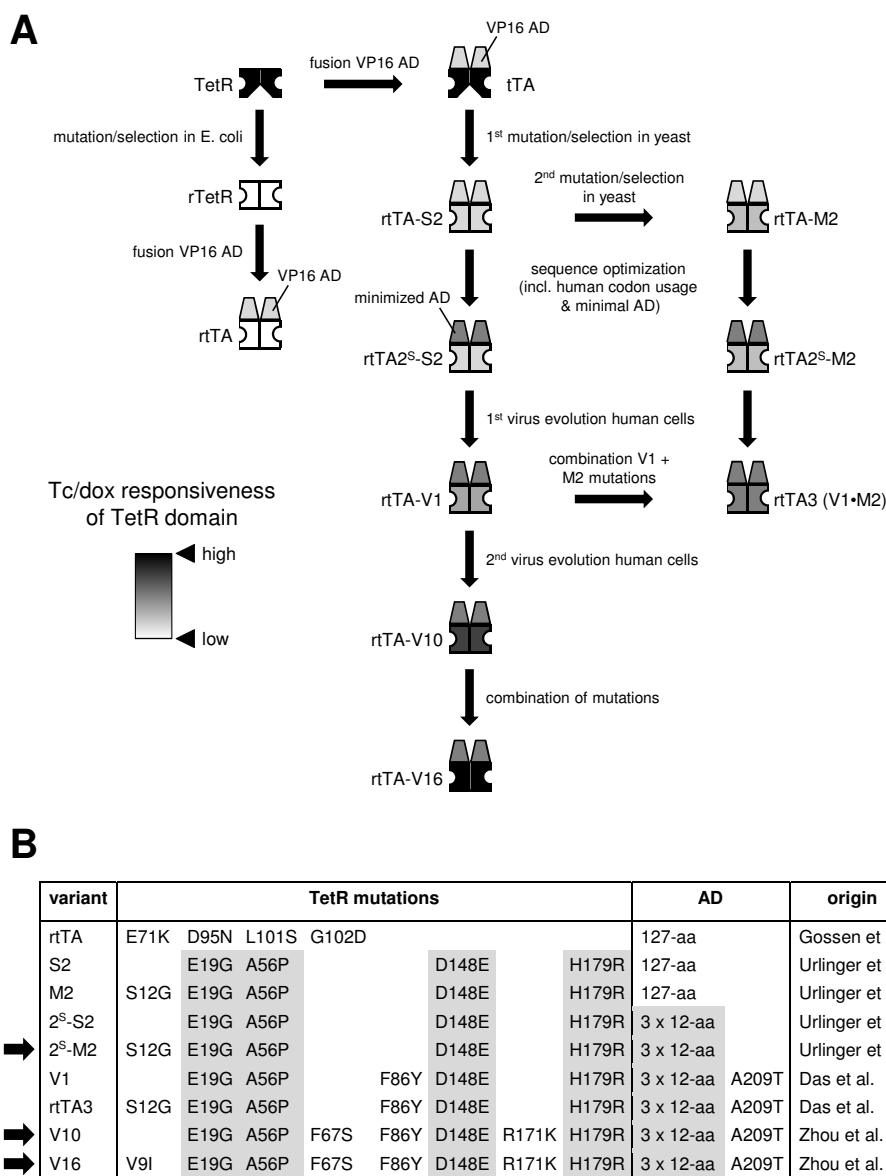 A
VP16 AD
fusion VP16 AD
TetR
tTA
mutation/selection in E. coli
1st mutation/selection in yeast
2nd mutation/selection
in yeast
rTetR
rtTA-S2
rtTA-M2
fusion VP16 AD
VP16 AD
sequence optimization
(incl. human codon usage
& minimal AD)
minimized AD
rtTA
rtTA2S-S2
rtTA2S-M2
1st virus evolution human cells
combination V1 +
M2 mutations
Tc/dox responsiveness
of TetR domain
rtTA-V1
rtTA3 (V1•M2)
high
2nd virus evolution human cells
low
rtTA-V10
combination of mutations
rtTA-V16
B
variant TetR mutations AD origin
rtTA E71K D95N L101S G102D 127-aa Gossen et
S2 E19G A56P D148E H179R 127-aa Urlinger et
M2 S12G E19G A56P D148E H179R 127-aa Urlinger et
2S-S2 E19G A56P D148E H179R 3 x 12-aa Urlinger et
2S-M2 S12G E19G A56P D148E H179R 3 x 12-aa Urlinger et
V1 E19G A56P F86Y D148E H179R 3 x 12-aa A209T Das et al.
rtTA3 S12G E19G A56P F86Y D148E H179R 3 x 12-aa A209T Das et al.
V10 E19G A56P F67S F86Y D148E R171K H179R 3 x 12-aa A209T Zhou et al.
V16 V9I E19G A56P F67S F86Y D148E R171K H179R 3 x 12-aa A209T Zhou et al.